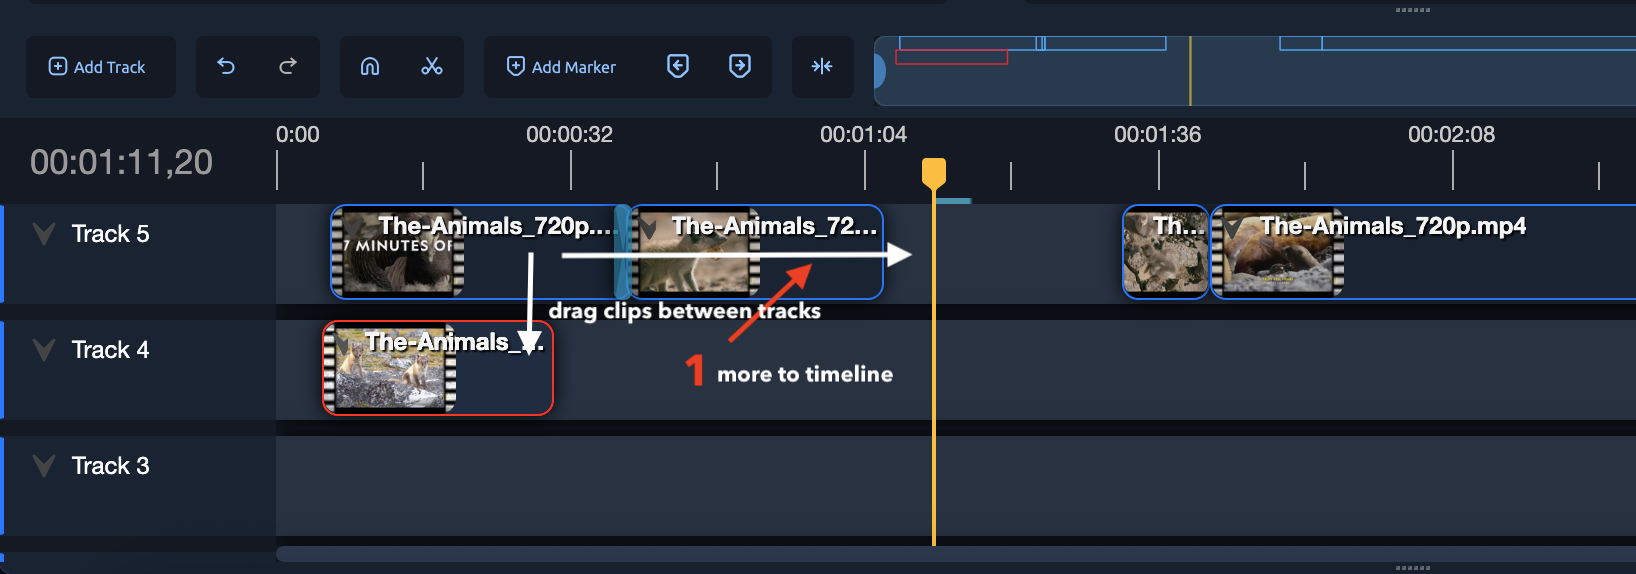 Add Track
Add Marker
0:00
00:00:32
00:01:04
00:01:36
00:02:08
00:01:11,20
Track 5
The-Animals_720p....
The-Animals_72...
Th...
The-Animals_720p.mp4
7 MINUTES OF
drag clips between tracks
Track 4
The-Animals_...
1 more to timeline
Track 3